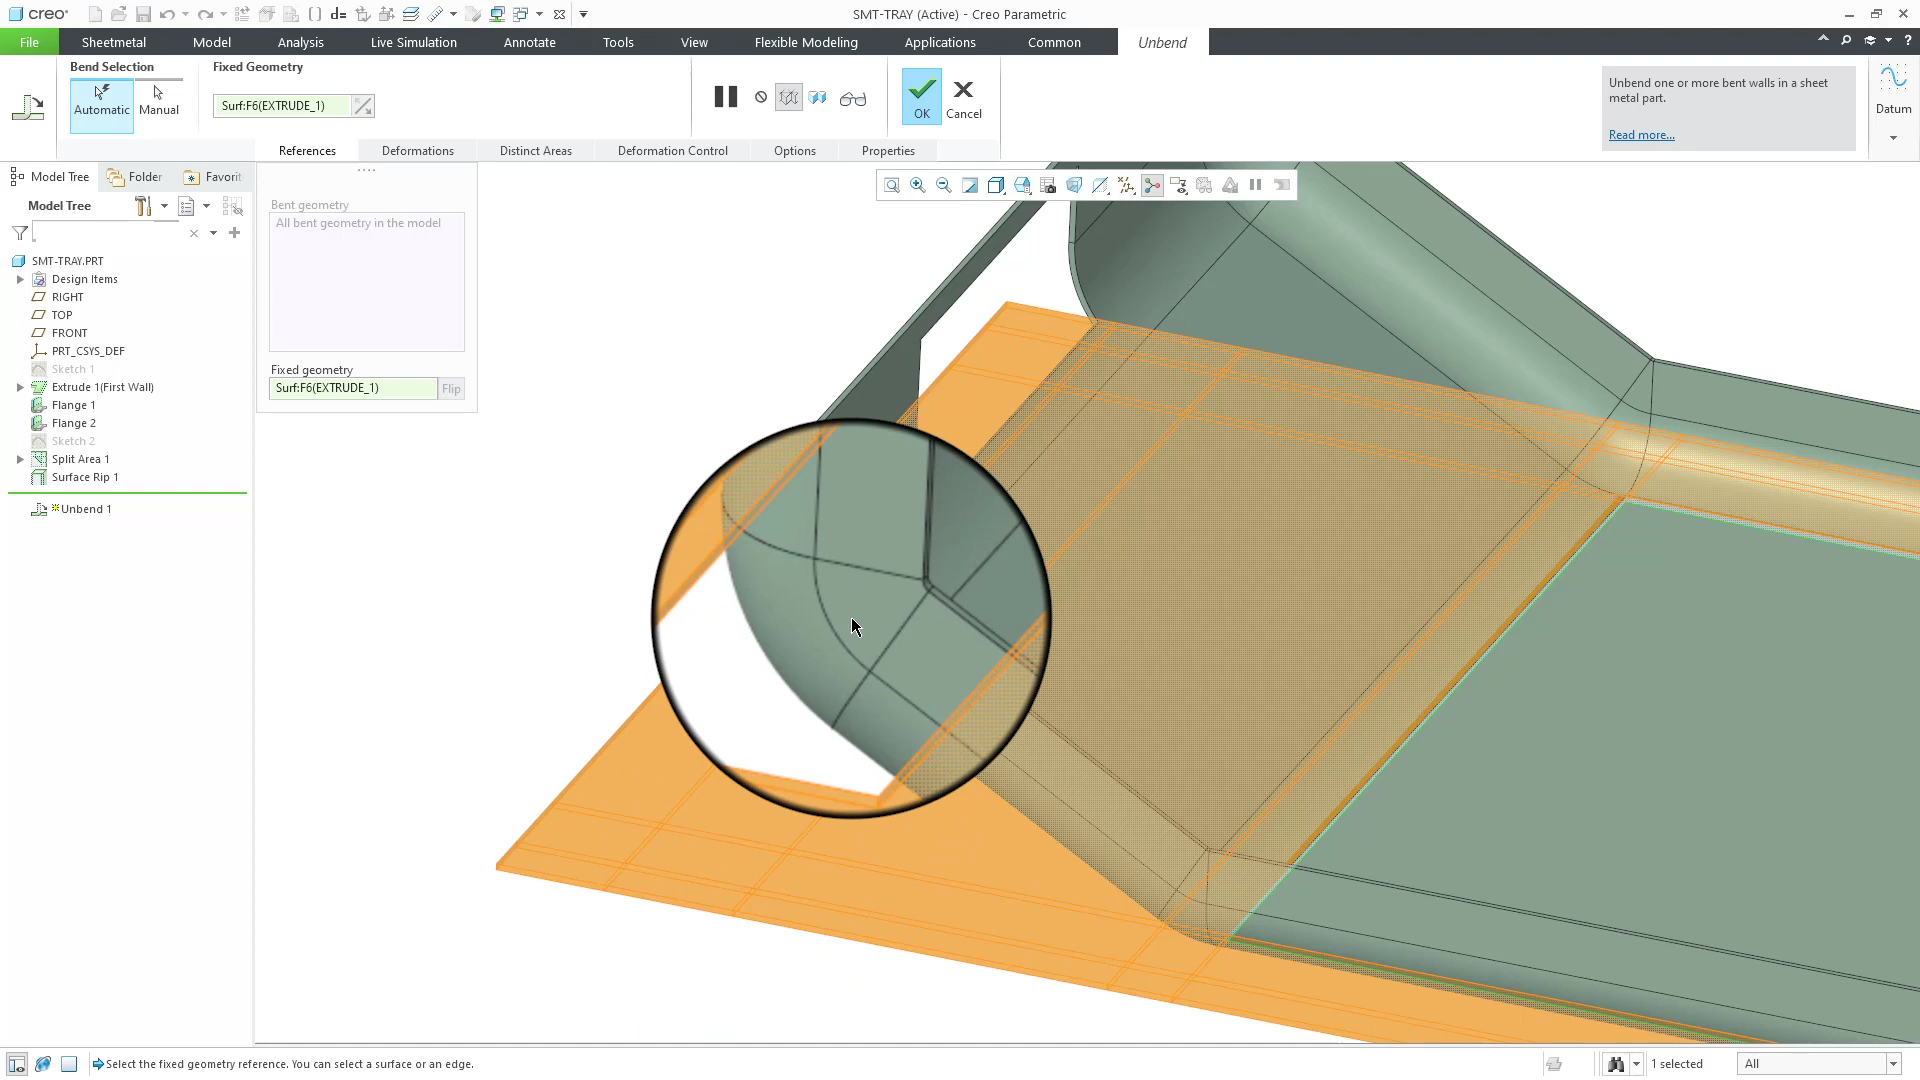 creo
d=
SMT-TRAY (Active) - Creo Parametric
File
Sheetmetal
Model
Analysis
Live Simulation
Annotate
Tools
View
Flexible Modeling
Applications
Common
Unbend
Bend Selection
Fixed Geometry
Automatic
Manual
Surf:F6(EXTRUDE_1)
OK
Cancel
Unbend one or more bent walls in a sheet
metal part.
Read more...
Datum
References
Deformations
Distinct Areas
Deformation Control
Options
Properties
Model Tree
Folder
Favorit
Model Tree
Bent geometry
All bent geometry in the model
Fixed geometry
Surf:F6(EXTRUDE_1)
Flip
SMT-TRAY.PRT
Design Items
RIGHT
TOP
FRONT
PRT_CSYS_DEF
Sketch 1
Extrude 1(First Wall)
Flange 1
Flange 2
Sketch 2
Split Area 1
Surface Rip 1
Unbend 1
Select the fixed geometry reference. You can select a surface or an edge.
1 selected
All